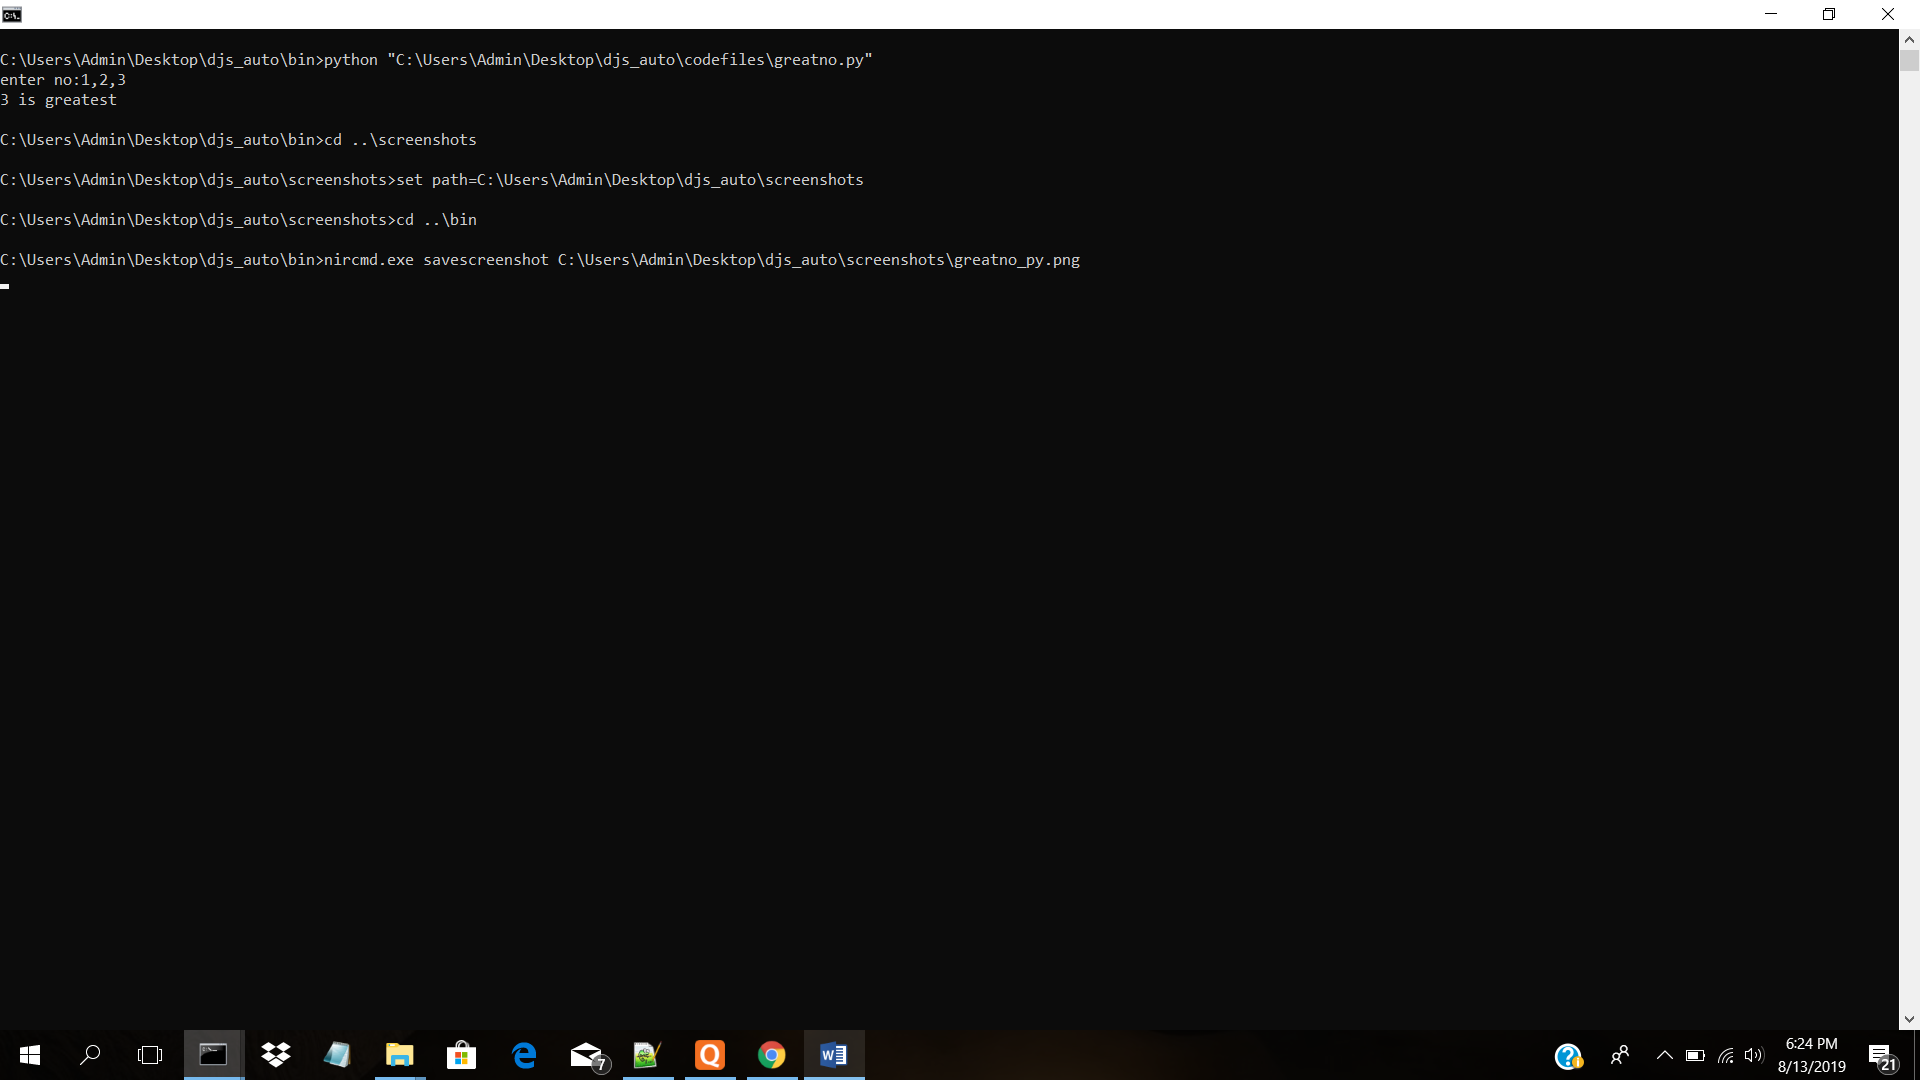 C:\Users\Admin\Desktop\djs_auto\bin>python "C:\Users\Admin\Desktop\djs_auto\codefiles\greatno.py"
enter no:1,2,3
3 is greatest
C:\Users\Admin\Desktop\djs_auto\bin>cd ..\screenshots
C:\Users\Admin\Desktop\djs_auto\screenshots>set path=C:\Users\Admin\Desktop\djs_auto\screenshots
C:\Users\Admin\Desktop\djs_auto\screenshots>cd ..\bin
C:\Users\Admin\Desktop\djs_auto\bin>nircmd.exe savescreenshot C:\Users\Admin\Desktop\djs_auto\screenshots\greatno_py.png
7
6:24 PM
8/13/2019
21